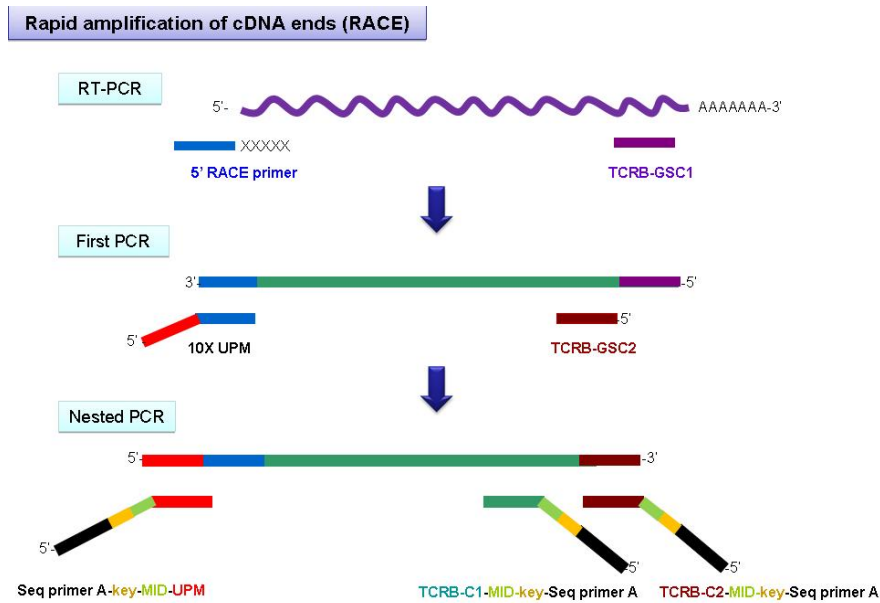 Rapid amplification of cDNA ends (RACE)
RT-PCR
5'-
AAAAAAA-3'
XXXXX
5' RACE primer
TCRB-GSC1
First PCR
3'-
-5'
5'
-5'
10X UPM
TCRB-GSC2
Nested PCR
5'-
-3'
5'-
-5'
-5'
Seq primer A-key-MID-UPM
TCRB-C1-MID-key-Seq primer A
TCRB-C2-MID-key-Seq primer A